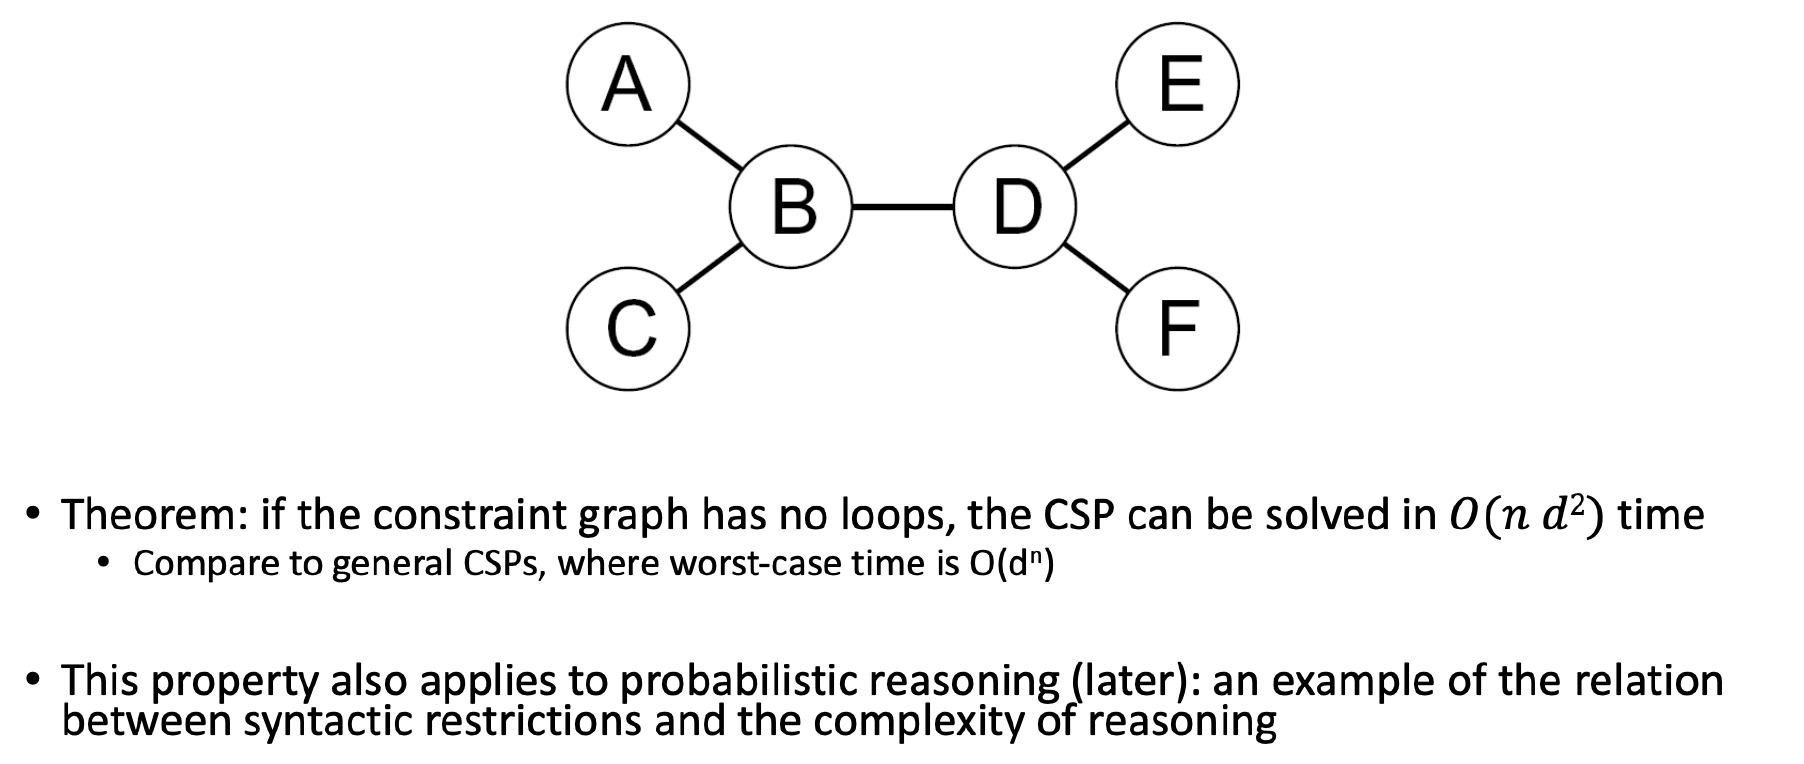 A
E
B
D
C
F
• Theorem: if the constraint graph has no loops, the CSP can be solved in O(n d²) time
• Compare to general CSPs, where worst-case time is O(dⁿ)
• This property also applies to probabilistic reasoning (later): an example of the relation
between syntactic restrictions and the complexity of reasoning